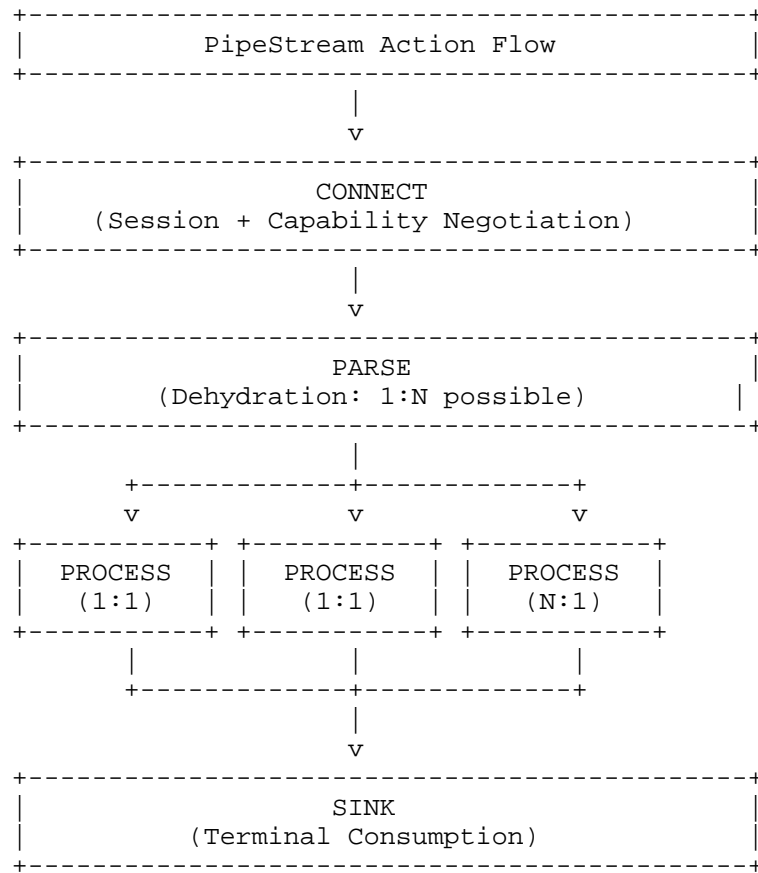 PipeStream Action Flow
CONNECT
(Session + Capability Negotiation)
PARSE
(Dehydration: 1:N possible)
PROCESS PROCESS PROCESS
(1:1) (1:1) (N:1)
SINK
(Terminal Consumption)